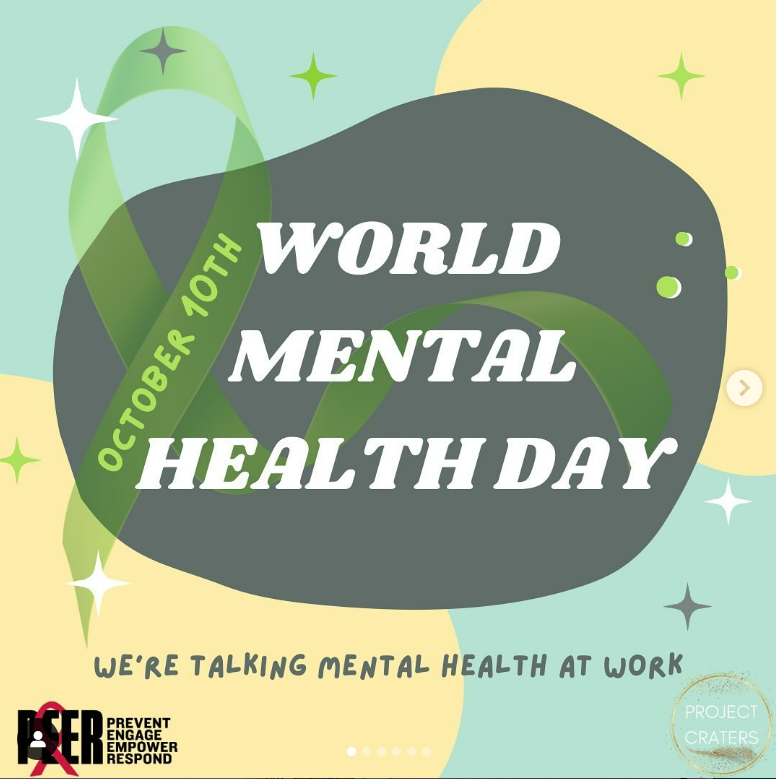 OCTOBER 10TH
WORLD
MENTAL
HEALTH DAY
WE'RE TALKING MENTAL HEALTH AT WORK
PEER
PREVENT
ENGAGE
EMPOWER
RESPOND
PROJECT
CRATERS